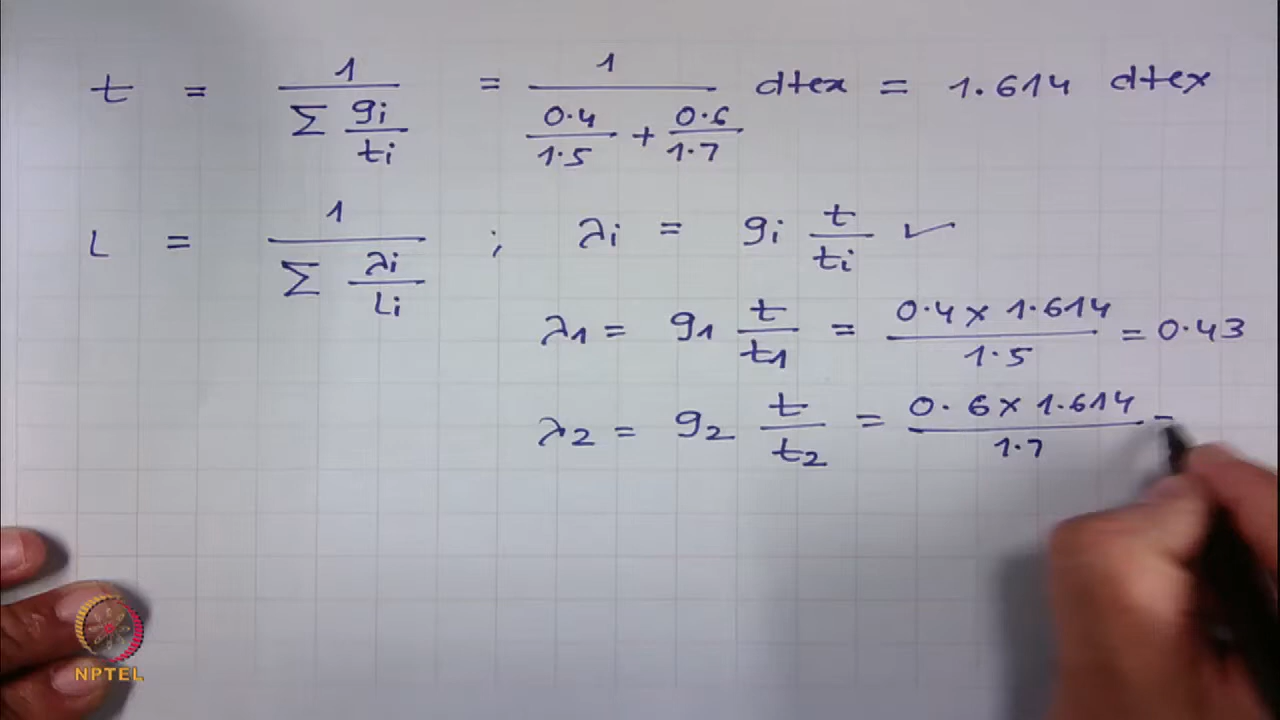 t = 1 / (Σ gi/ti) = 1 / (0.4/1.5 + 0.6/1.7) dtex = 1.614 dtex
L = 1 / (Σ λi/Li) ; λi = gi t/ti ✓
λ1 = g1 t/t1 = 0.4 × 1.614 / 1.5 = 0.43
λ2 = g2 t/t2 = 0.6 × 1.614 / 1.7 =
NPTEL